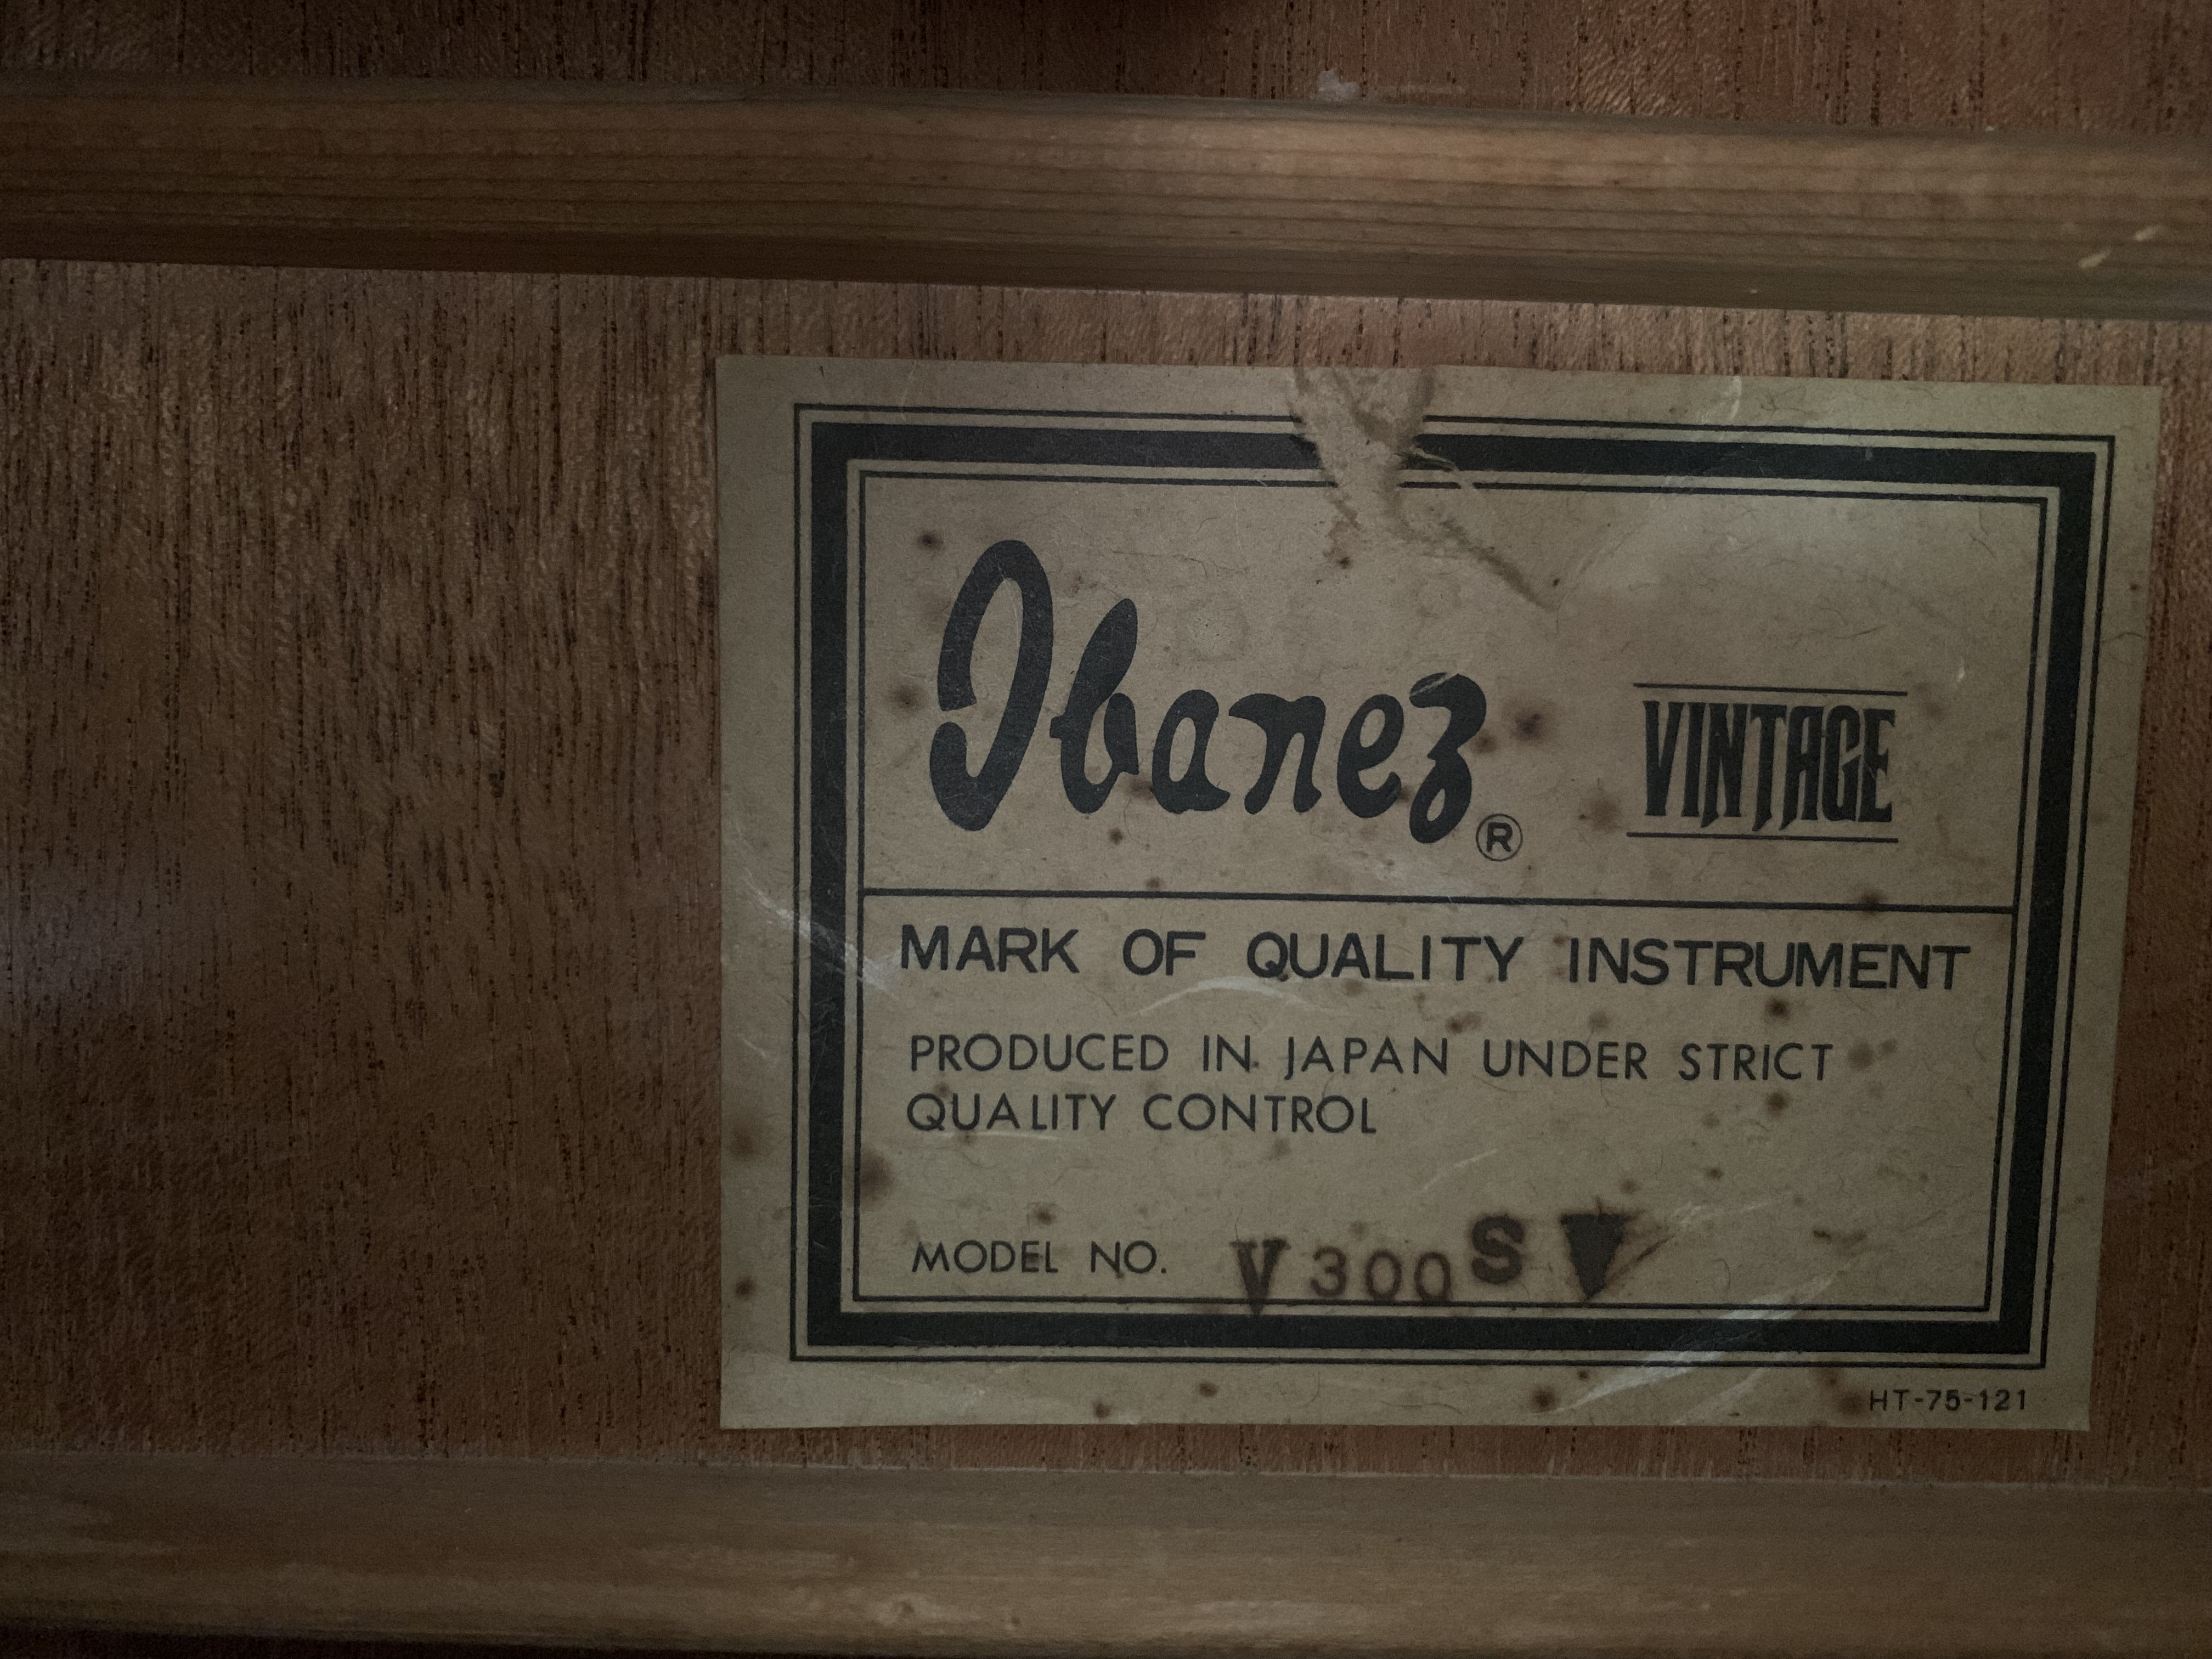 Ibanez® VINTAGE
MARK OF QUALITY INSTRUMENT
PRODUCED IN JAPAN UNDER STRICT
QUALITY CONTROL
MODEL NO. V300S▼
HT-75-121